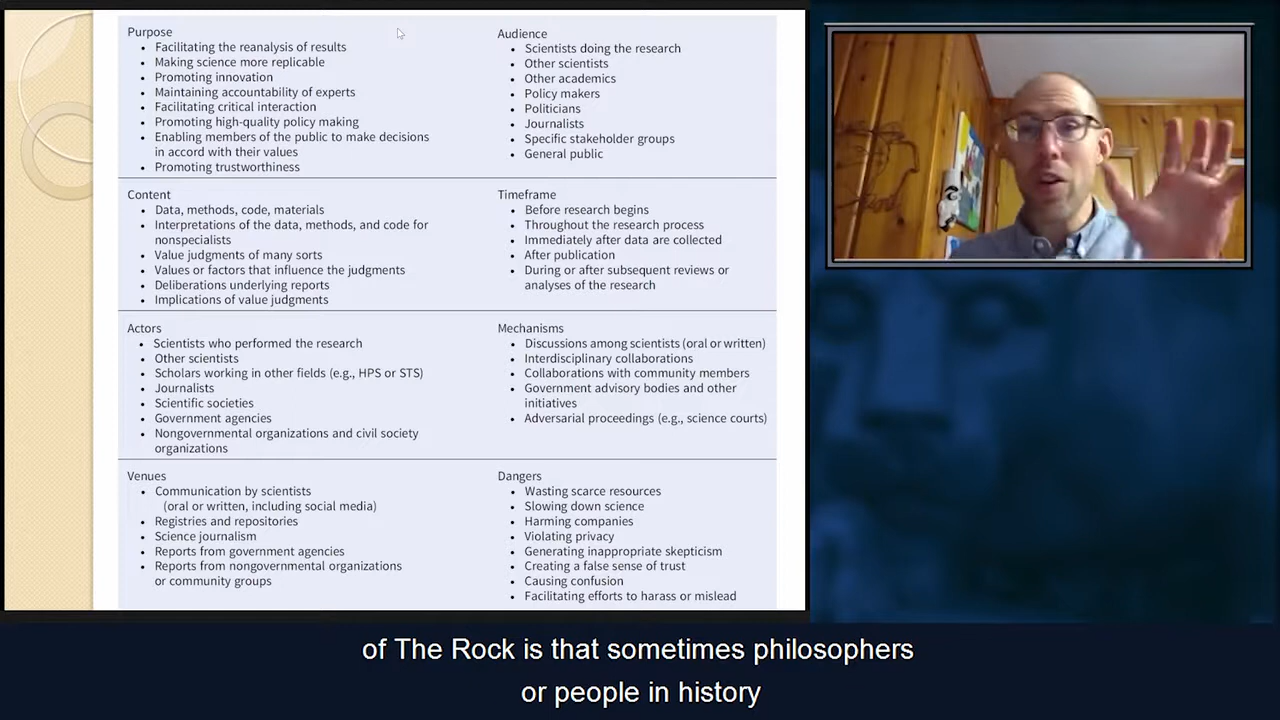 Purpose
• Facilitating the reanalysis of results
• Making science more replicable
• Promoting innovation
• Maintaining accountability of experts
• Facilitating critical interaction
• Promoting high-quality policy making
• Enabling members of the public to make decisions
in accord with their values
• Promoting trustworthiness
Audience
• Scientists doing the research
• Other scientists
• Other academics
• Policy makers
• Politicians
• Journalists
• Specific stakeholder groups
• General public
Content
• Data, methods, code, materials
• Interpretations of the data, methods, and code for
nonspecialists
• Value judgments of many sorts
• Values or factors that influence the judgments
• Deliberations underlying reports
• Implications of value judgments
Timeframe
• Before research begins
• Throughout the research process
• Immediately after data are collected
• After publication
• During or after subsequent reviews or
analyses of the research
Actors
• Scientists who performed the research
• Other scientists
• Scholars working in other fields (e.g., HPS or STS)
• Journalists
• Scientific societies
• Government agencies
• Nongovernmental organizations and civil society
organizations
Mechanisms
• Discussions among scientists (oral or written)
• Interdisciplinary collaborations
• Collaborations with community members
• Government advisory bodies and other
initiatives
• Adversarial proceedings (e.g., science courts)
Venues
• Communication by scientists
(oral or written, including social media)
• Registries and repositories
• Science journalism
• Reports from government agencies
• Reports from nongovernmental organizations
or community groups
Dangers
• Wasting scarce resources
• Slowing down science
• Harming companies
• Violating privacy
• Generating inappropriate skepticism
• Creating a false sense of trust
• Causing confusion
• Facilitating efforts to harass or mislead
of The Rock is that sometimes philosophers
or people in history